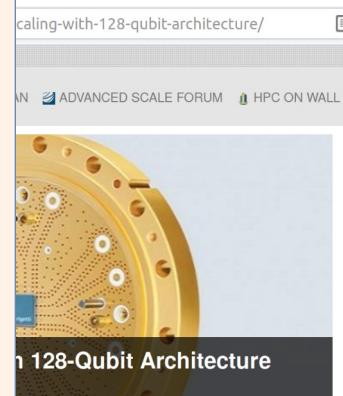 caling-with-128-qubit-architecture/
AN ADVANCED SCALE FORUM HPC ON WALL
128-Qubit Architecture